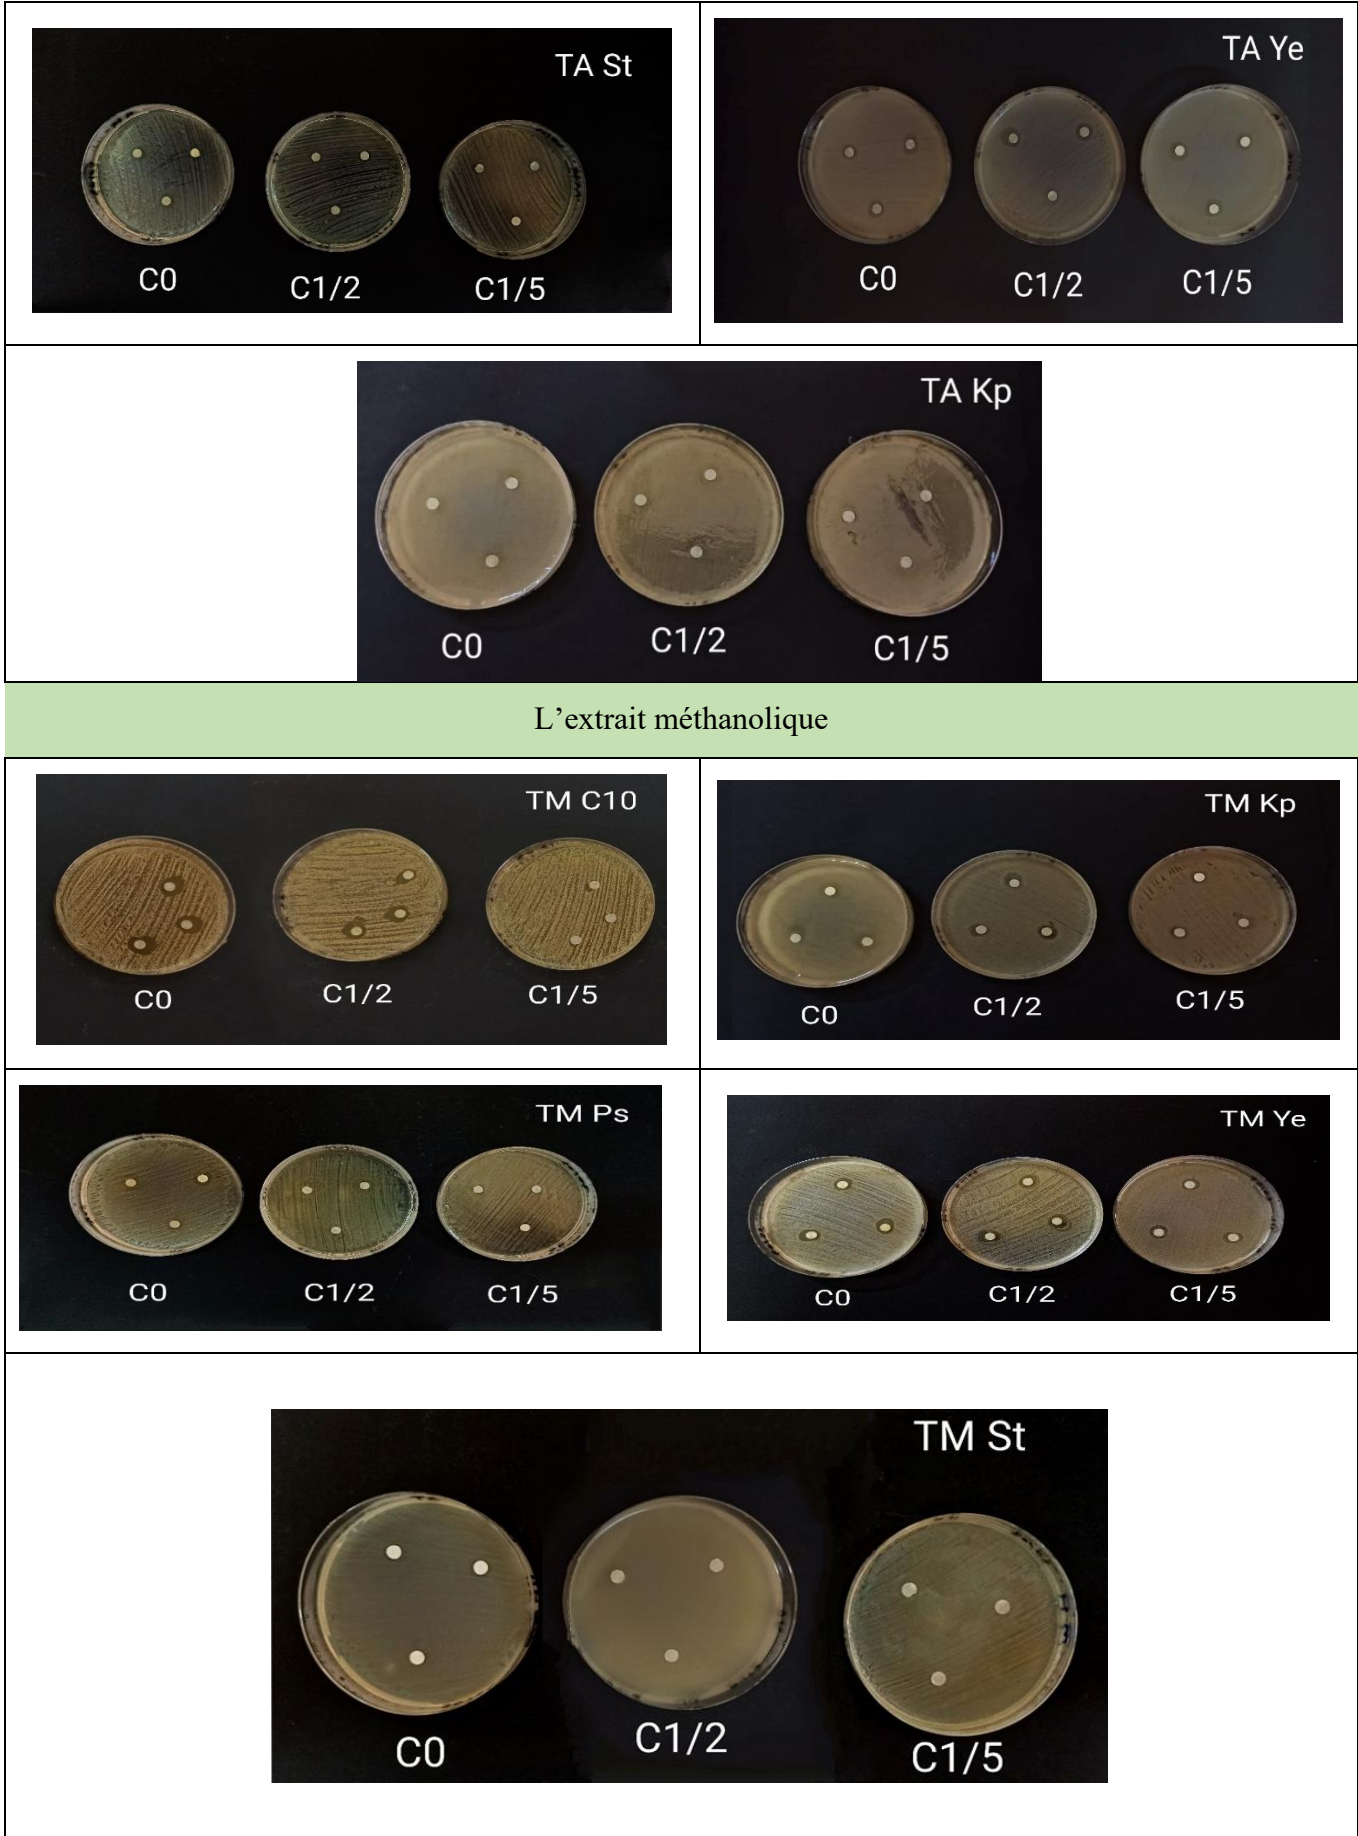 TA St
C0
C1/2
C1/5
TA Ye
C0
C1/2
C1/5
TA Kp
C0
C1/2
C1/5
L’extrait méthanolique
TM C10
C0
C1/2
C1/5
TM Kp
C0
C1/2
C1/5
TM Ps
C0
C1/2
C1/5
TM Ye
C0
C1/2
C1/5
TM St
C0
C1/2
C1/5